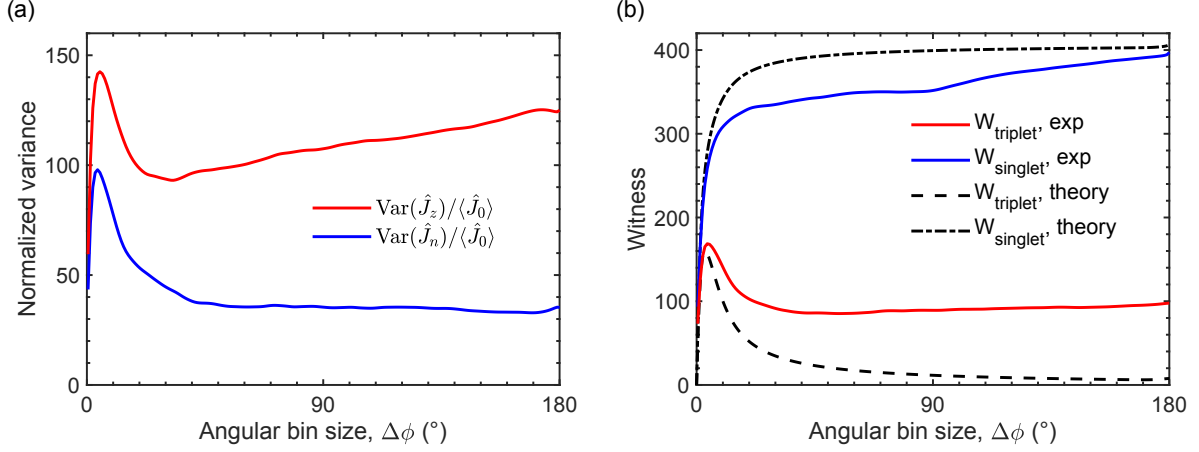 (a)
150
100
50
0
Normalized variance
Var(Ĵ_z)/⟨Ĵ_0⟩
Var(Ĵ_n)/⟨Ĵ_0⟩
0 90 180
Angular bin size, Δϕ (°)
(b)
400
300
200
100
0
Witness
W_triplet, exp
W_singlet, exp
W_triplet, theory
W_singlet, theory
0 90 180
Angular bin size, Δϕ (°)